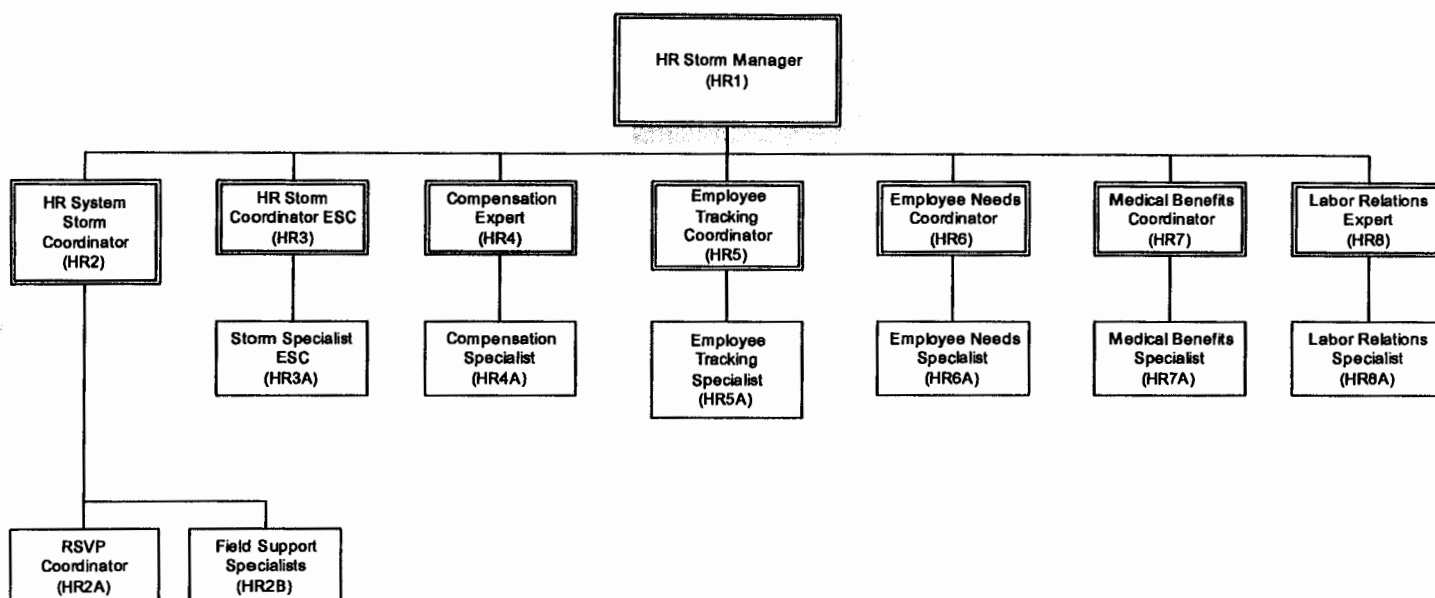 HR Storm Manager
(HR1)
HR System
Storm
Coordinator
(HR2)
HR Storm
Coordinator ESC
(HR3)
Compensation
Expert
(HR4)
Employee
Tracking
Coordinator
(HR5)
Employee Needs
Coordinator
(HR6)
Medical Benefits
Coordinator
(HR7)
Labor Relations
Expert
(HR8)
Storm Specialist
ESC
(HR3A)
Compensation
Specialist
(HR4A)
Employee
Tracking
Specialist
(HR5A)
Employee Needs
Specialist
(HR6A)
Medical Benefits
Specialist
(HR7A)
Labor Relations
Specialist
(HR8A)
RSVP
Coordinator
(HR2A)
Field Support
Specialists
(HR2B)